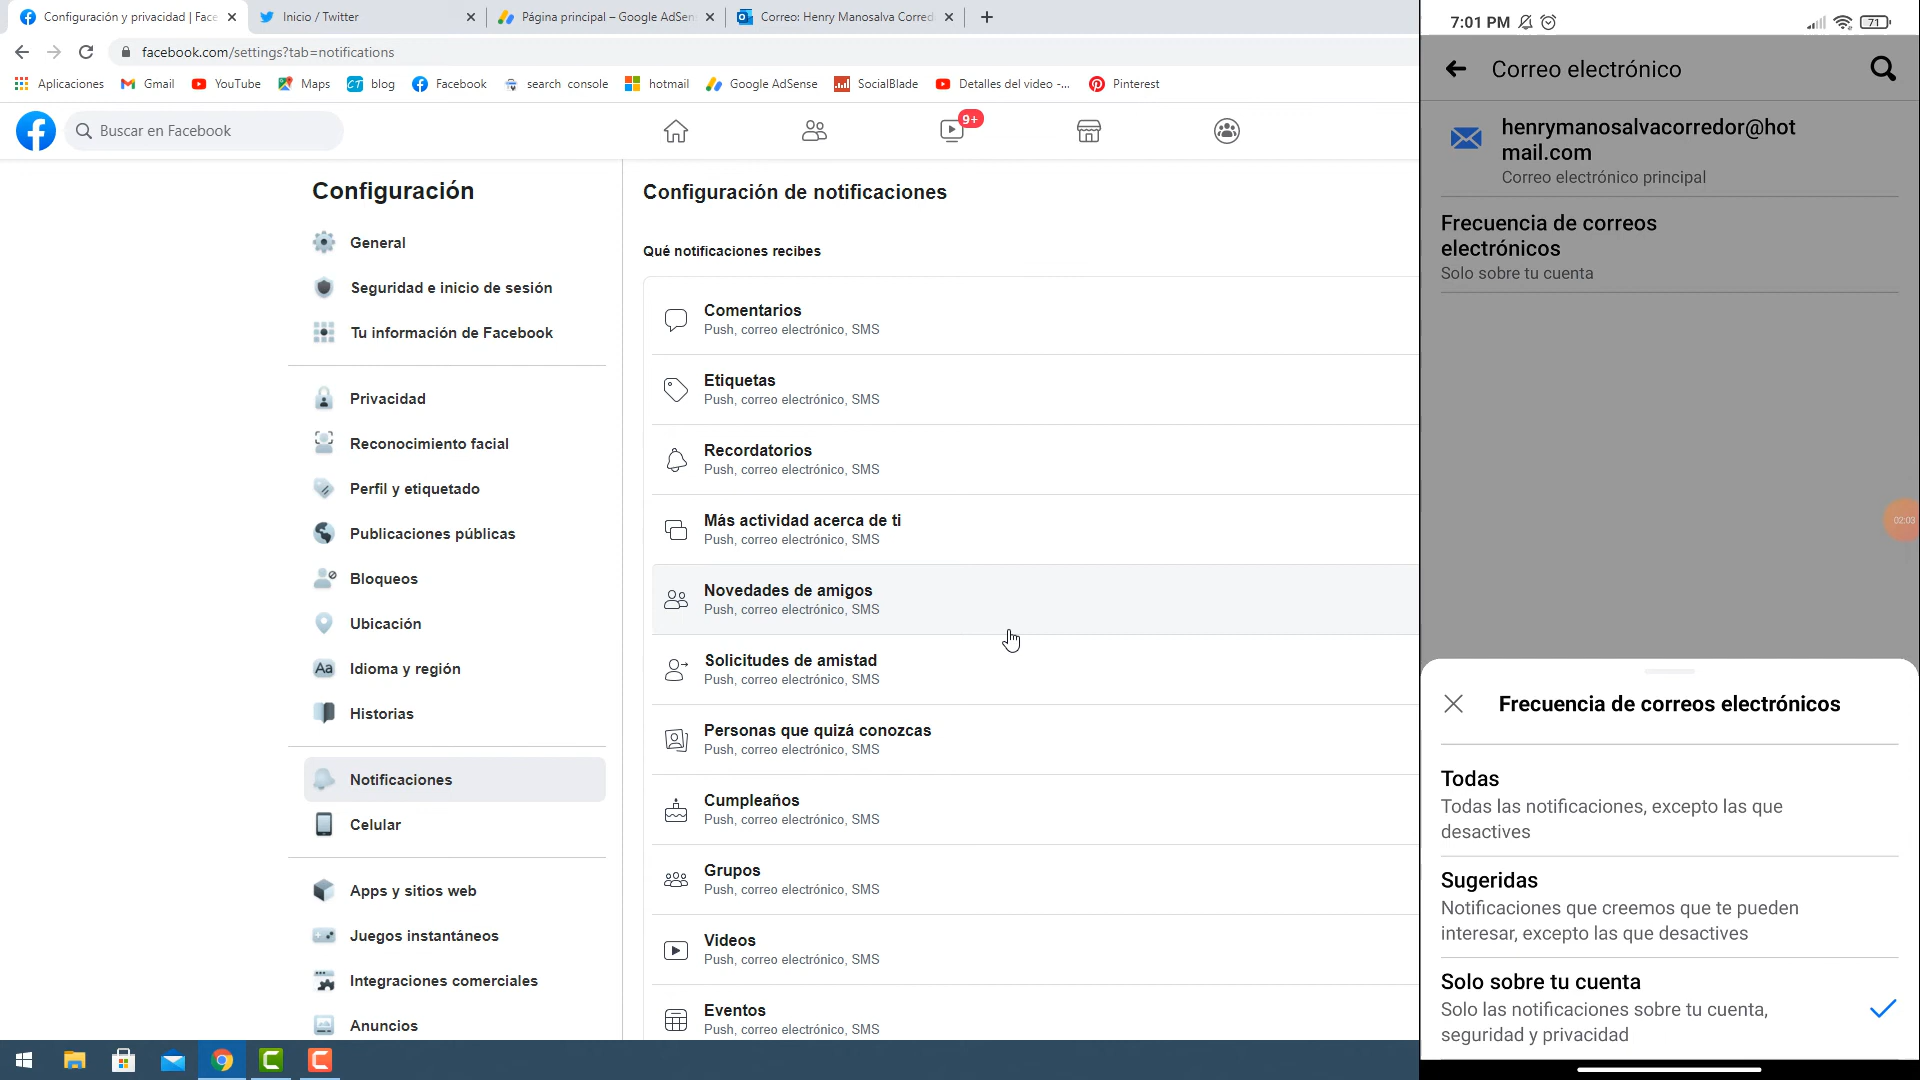 Configuración y privacidad | Face
Inicio / Twitter
Página principal – Google AdSen
Correo: Henry Manosalva Corred
facebook.com/settings?tab=notifications
Aplicaciones
Gmail
YouTube
Maps
CT blog
Facebook
search console
hotmail
Google AdSense
SocialBlade
Detalles del video -...
Pinterest
Buscar en Facebook
9+
Configuración
General
Seguridad e inicio de sesión
Tu información de Facebook
Privacidad
Reconocimiento facial
Perfil y etiquetado
Publicaciones públicas
Bloqueos
Ubicación
Aa Idioma y región
Historias
Notificaciones
Celular
Apps y sitios web
Juegos instantáneos
Integraciones comerciales
Anuncios
Configuración de notificaciones
Qué notificaciones recibes
Comentarios
Push, correo electrónico, SMS
Etiquetas
Push, correo electrónico, SMS
Recordatorios
Push, correo electrónico, SMS
Más actividad acerca de ti
Push, correo electrónico, SMS
Novedades de amigos
Push, correo electrónico, SMS
Solicitudes de amistad
Push, correo electrónico, SMS
Personas que quizá conozcas
Push, correo electrónico, SMS
Cumpleaños
Push, correo electrónico, SMS
Grupos
Push, correo electrónico, SMS
Videos
Push, correo electrónico, SMS
Eventos
Push, correo electrónico, SMS
7:01 PM
71
Correo electrónico
henrymanosalvacorredor@hot
mail.com
Correo electrónico principal
Frecuencia de correos
electrónicos
Solo sobre tu cuenta
02:03
Frecuencia de correos electrónicos
Todas
Todas las notificaciones, excepto las que
desactives
Sugeridas
Notificaciones que creemos que te pueden
interesar, excepto las que desactives
Solo sobre tu cuenta
Solo las notificaciones sobre tu cuenta,
seguridad y privacidad